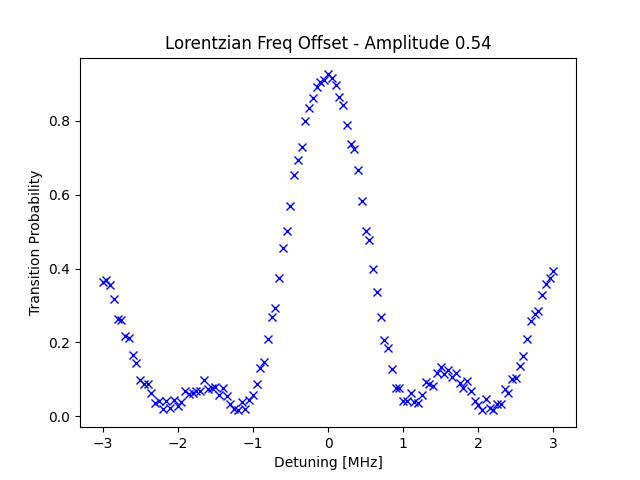 Lorentzian Freq Offset - Amplitude 0.54
0.8
0.6
0.4
0.2
0.0
Transition Probability
−3 −2 −1 0 1 2 3
Detuning [MHz]